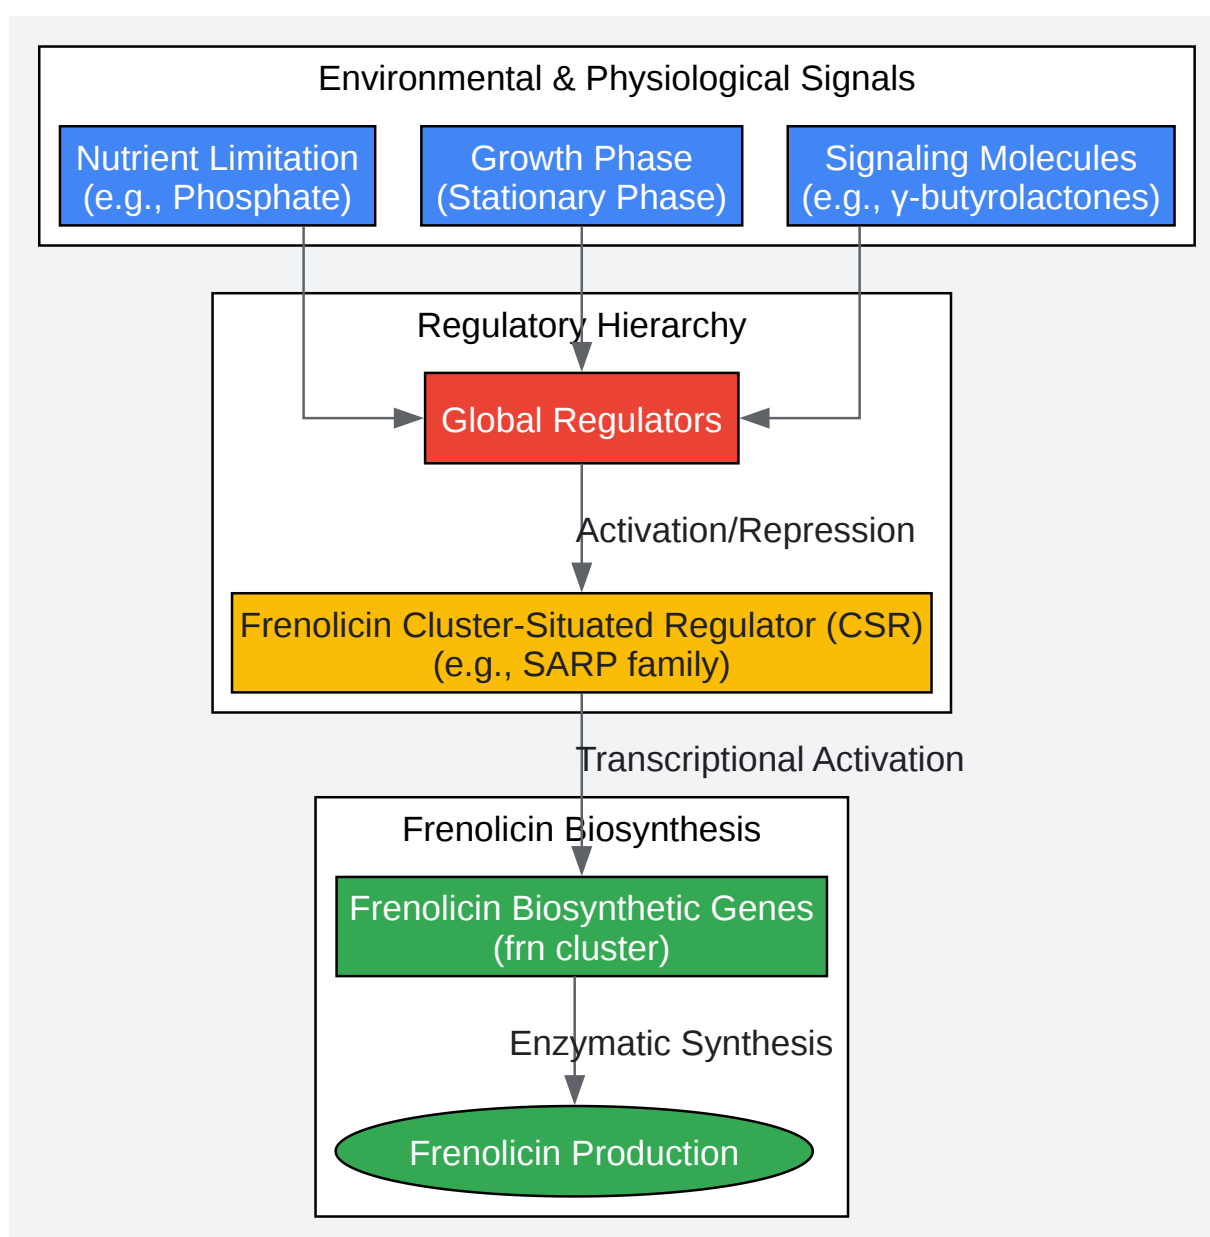 Environmental & Physiological Signals
Nutrient Limitation
(e.g., Phosphate)
Growth Phase
(Stationary Phase)
Signaling Molecules
(e.g., γ-butyrolactones)
Regulatory Hierarchy
Global Regulators
Activation/Repression
Frenolicin Cluster-Situated Regulator (CSR)
(e.g., SARP family)
Transcriptional Activation
Frenolicin Biosynthesis
Frenolicin Biosynthetic Genes
(frn cluster)
Enzymatic Synthesis
Frenolicin Production